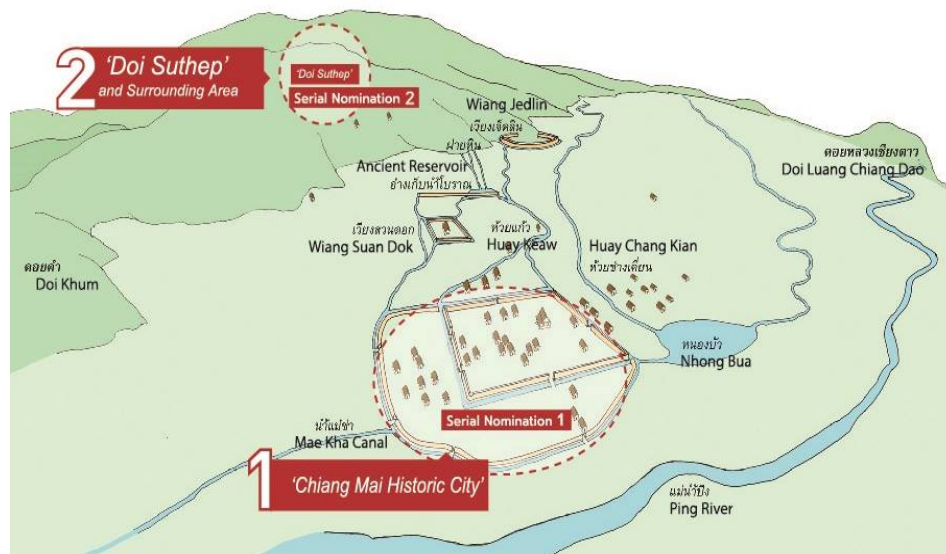 2
'Doi Suthep'
and Surrounding Area
'Doi Suthep'
Serial Nomination 2
Wiang Jedlin
เวียงเจ็ดลิน
ฝายหิน
Ancient Reservoir
อ่างเก็บน้ำโบราณ
ดอยหลวงเชียงดาว
Doi Luang Chiang Dao
เวียงสวนดอก
Wiang Suan Dok
ห้วยแก้ว
Huay Keaw
Huay Chang Kian
ห้วยช่างเคี่ยน
ดอยคำ
Doi Khum
หนองบัว
Nhong Bua
Serial Nomination 1
น้ำแม่ข่า
Mae Kha Canal
1
'Chiang Mai Historic City'
แม่น้ำปิง
Ping River